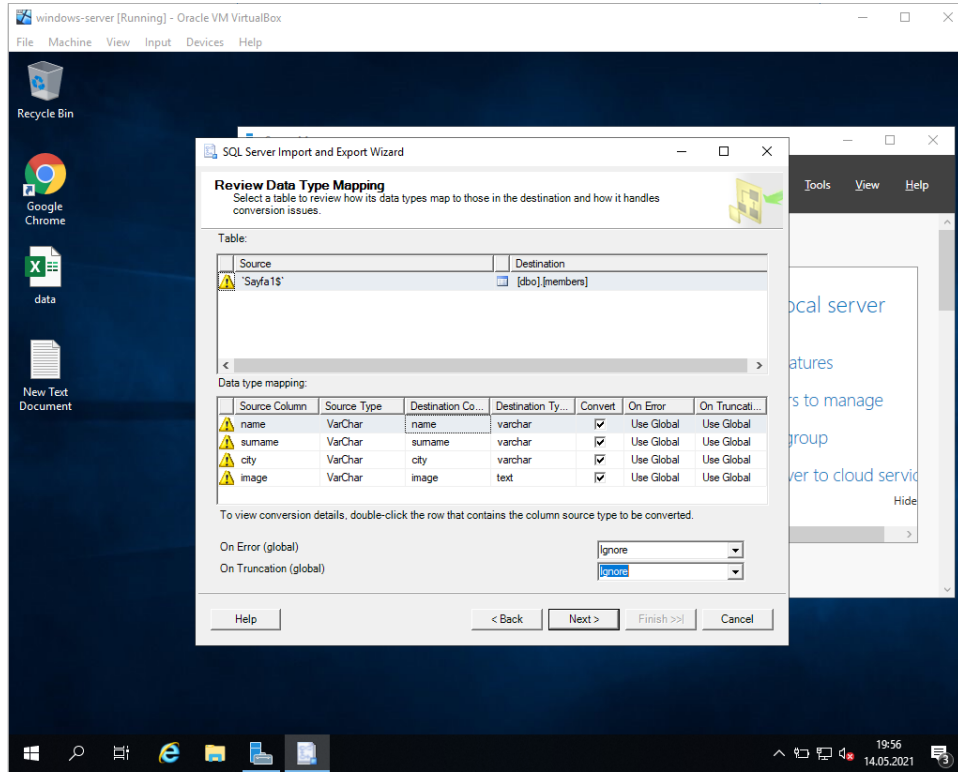 windows-server [Running] - Oracle VM VirtualBox
File Machine View Input Devices Help
Recycle Bin
Google
Chrome
data
New Text
Document
SQL Server Import and Export Wizard
Tools View Help
Review Data Type Mapping
Select a table to review how its data types map to those in the destination and how it handles
conversion issues.
Table:
Source Destination
`Sayfa1$` [dbo].[members]
Data type mapping:
Source Column Source Type Destination Co... Destination Ty... Convert On Error On Truncati...
name VarChar name varchar Use Global Use Global
surname VarChar surname varchar Use Global Use Global
city VarChar city varchar Use Global Use Global
image VarChar image text Use Global Use Global
To view conversion details, double-click the row that contains the column source type to be converted.
On Error (global) Ignore
On Truncation (global) Ignore
Help < Back Next > Finish >>| Cancel
ocal server
atures
rs to manage
group
ver to cloud servic
Hide
19:56
14.05.2021
3